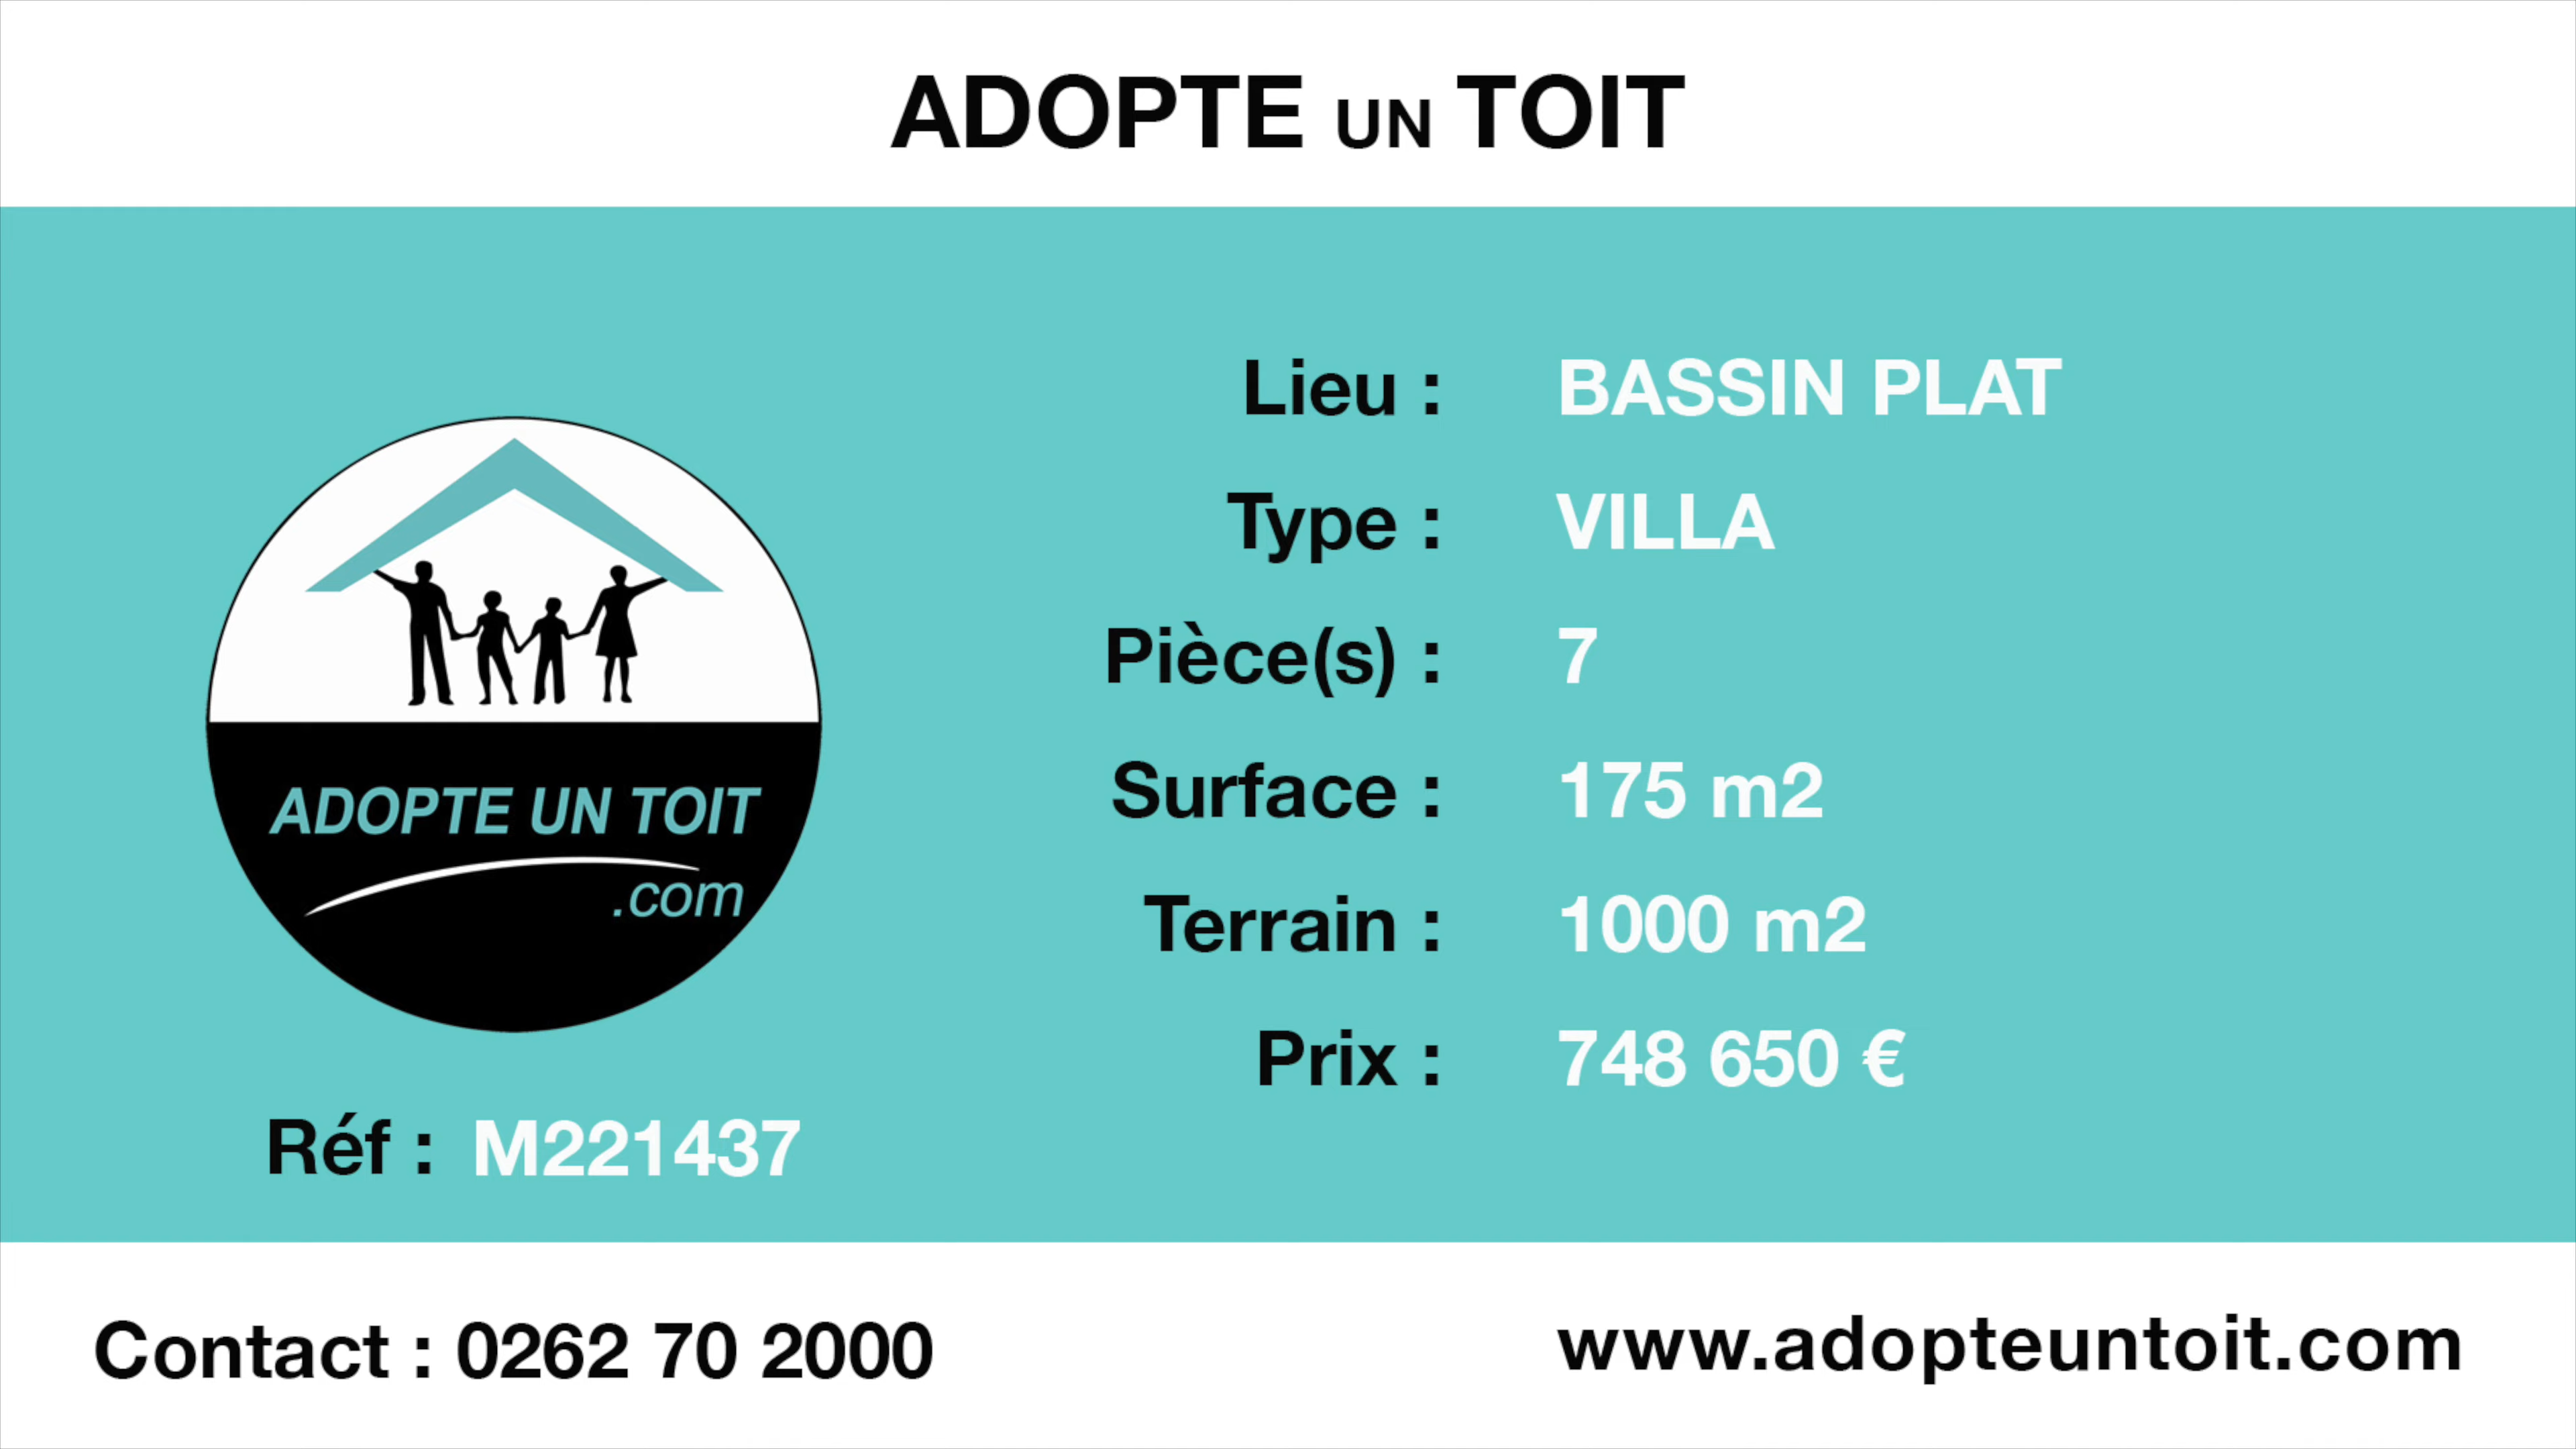 ADOPTE UN TOIT
Lieu : BASSIN PLAT
Type : VILLA
Pièce(s) : 7
Surface : 175 m2
Terrain : 1000 m2
Prix : 748 650 €
ADOPTE UN TOIT
.com
Réf : M221437
Contact : 0262 70 2000
www.adopteuntoit.com